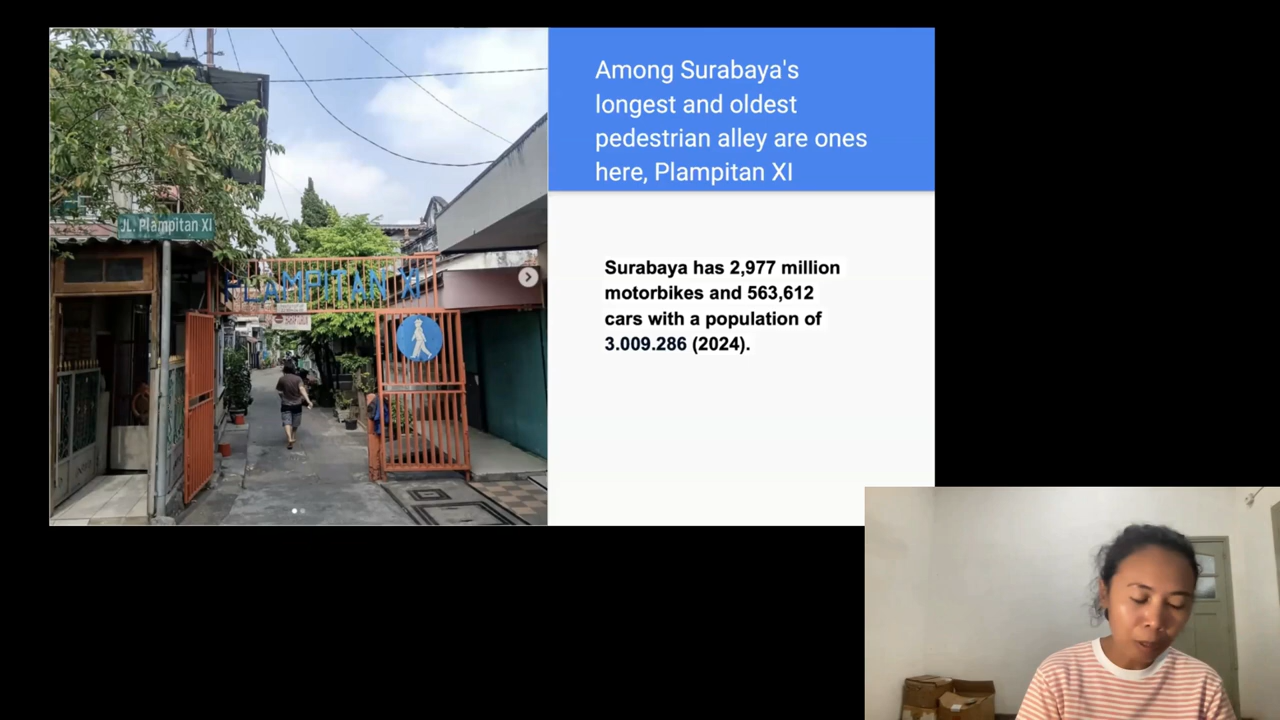 Among Surabaya's
longest and oldest
pedestrian alley are ones
here, Plampitan XI
Surabaya has 2,977 million
motorbikes and 563,612
cars with a population of
3.009.286 (2024).
JL. Plampitan XI
PLAMPITAN XI